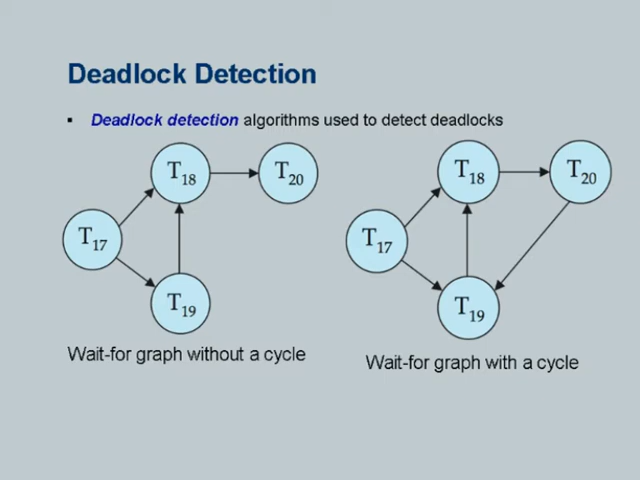 Deadlock Detection
▪ Deadlock detection algorithms used to detect deadlocks
T18
T20
T17
T19
Wait-for graph without a cycle
T18
T20
T17
T19
Wait-for graph with a cycle